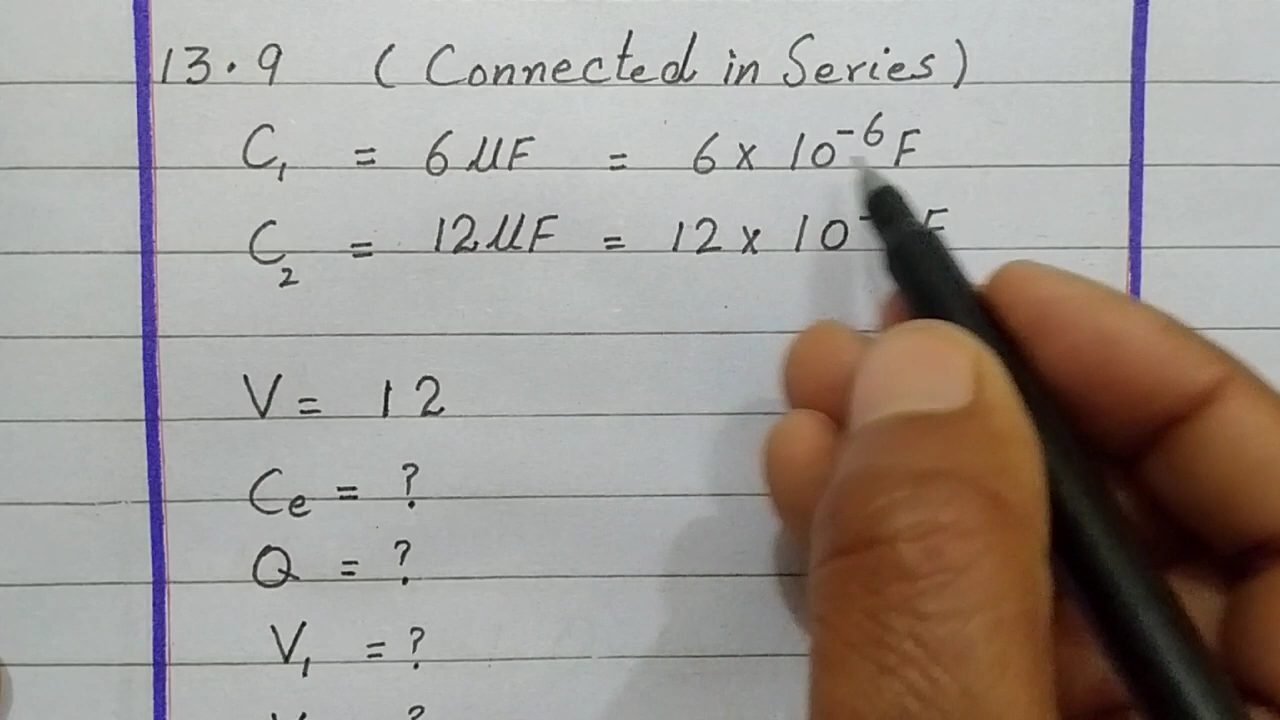 13.9 (Connected in Series)
C₁ = 6 µF = 6 × 10⁻⁶ F
C₂ = 12 µF = 12 × 10⁻ F
V = 12
Cₑ = ?
Q = ?
V₁ = ?
= ?